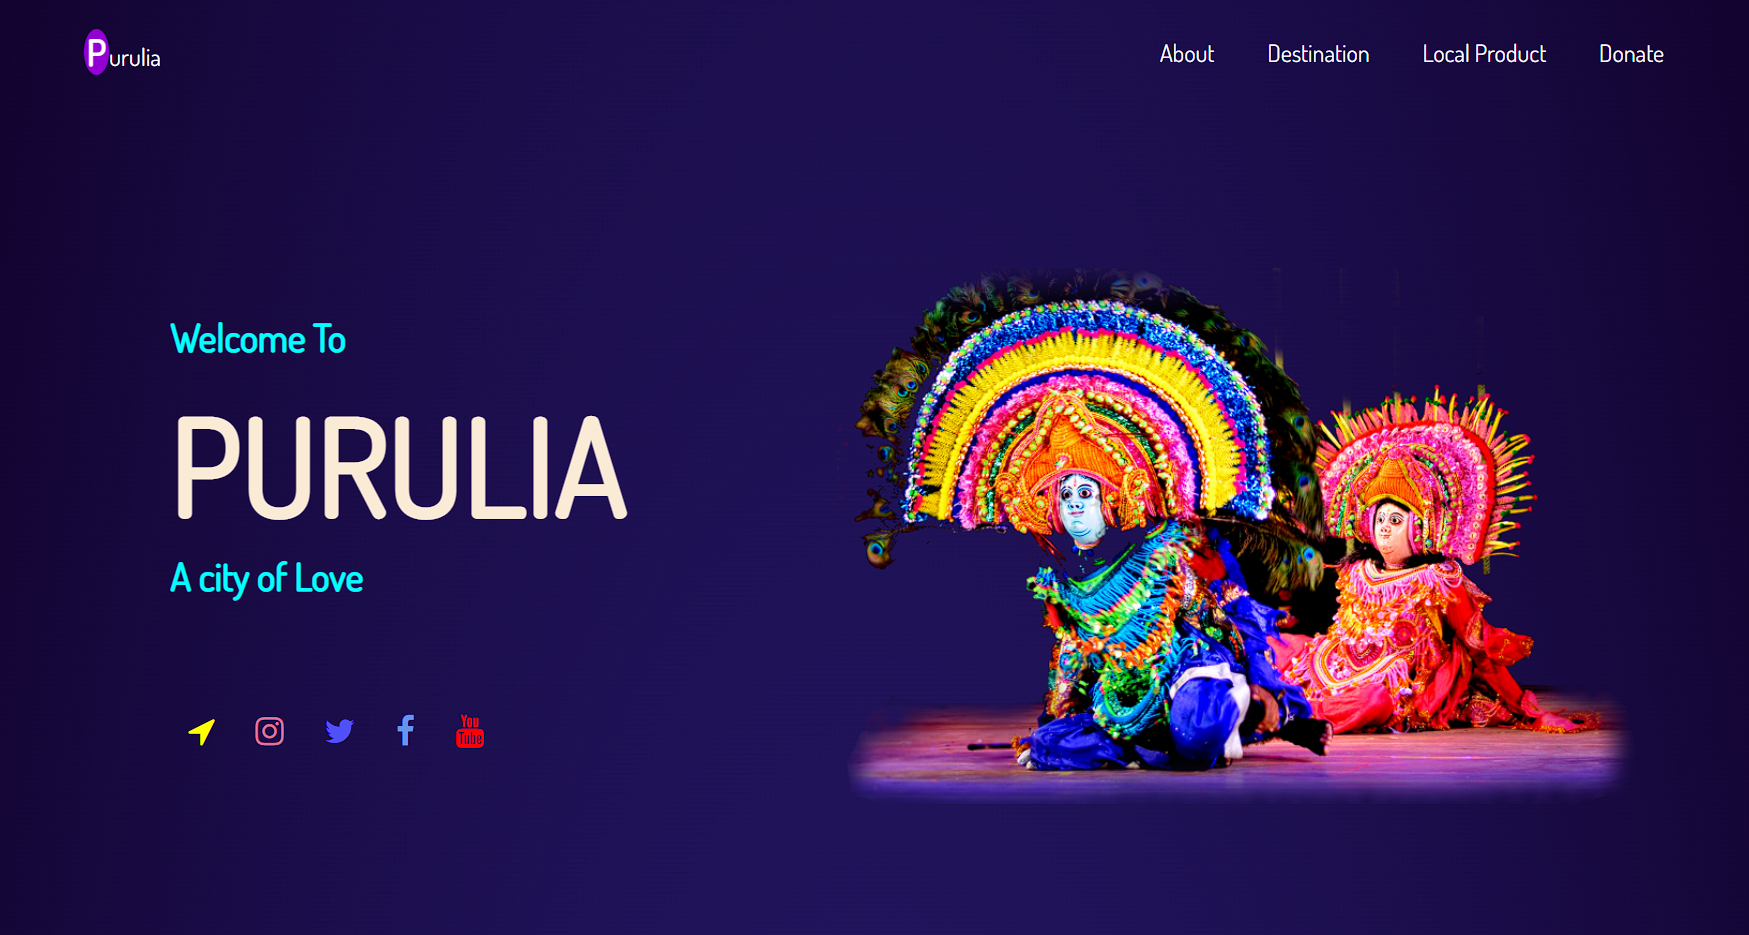 Purulia
About
Destination
Local Product
Donate
Welcome To
PURULIA
A city of Love
You
Tube